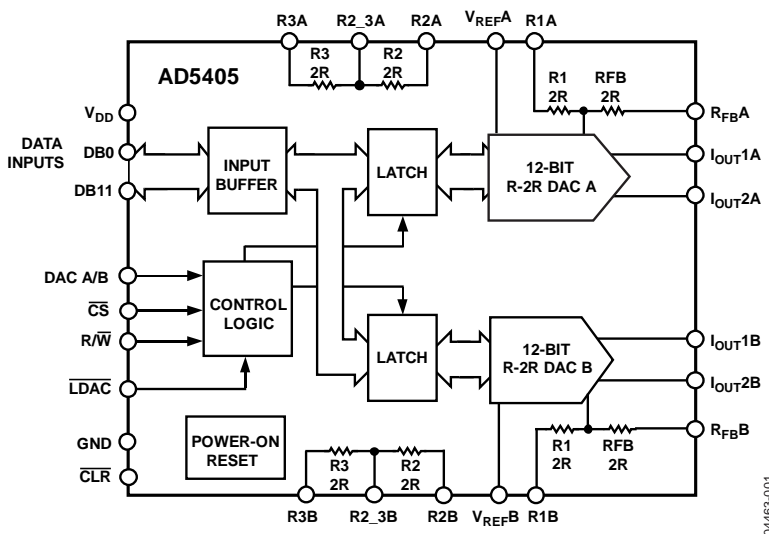 R3A R2_3A R2A VREFA R1A
R3 2R
R2 2R
R1 2R
RFB 2R
AD5405
VDD
DATA INPUTS
DB0
DB11
INPUT BUFFER
LATCH
12-BIT R-2R DAC A
RFBA
IOUT1A
IOUT2A
DAC A/B
CS
R/W
LDAC
CONTROL LOGIC
LATCH
12-BIT R-2R DAC B
IOUT1B
IOUT2B
RFBB
GND
CLR
POWER-ON RESET
R3 2R
R2 2R
R1 2R
RFB 2R
R3B R2_3B R2B VREFB R1B
04463-001